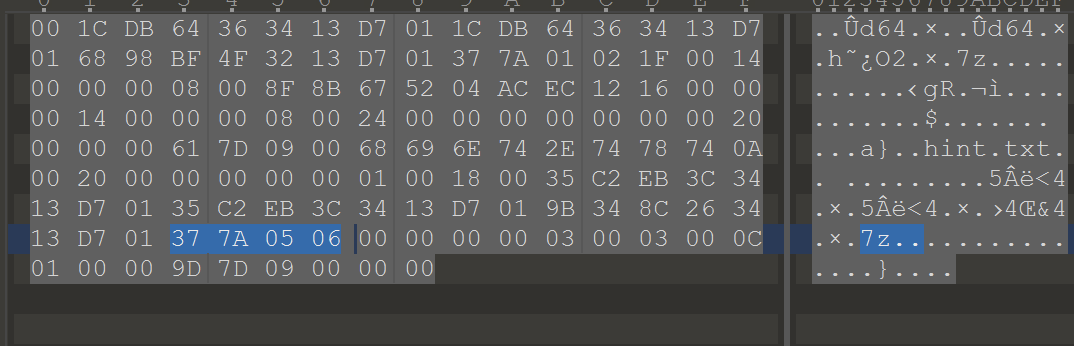 0 1 2 3 4 5 6 7 8 9 A B C D E F 0123456789ABCDEF
00 1C DB 64 36 34 13 D7 01 1C DB 64 36 34 13 D7 ..Ûd64.×..Ûd64.×
01 68 98 BF 4F 32 13 D7 01 37 7A 01 02 1F 00 14 .h˜¿O2.×.7z.....
00 00 00 08 00 8F 8B 67 52 04 AC EC 12 16 00 00 ......‹gR.¬ì....
00 14 00 00 00 08 00 24 00 00 00 00 00 00 00 20 .......$.......
00 00 00 61 7D 09 00 68 69 6E 74 2E 74 78 74 0A ...a}..hint.txt.
00 20 00 00 00 00 00 01 00 18 00 35 C2 EB 3C 34 . .........5Âë<4
13 D7 01 35 C2 EB 3C 34 13 D7 01 9B 34 8C 26 34 .×.5Âë<4.×.›4Œ&4
13 D7 01 37 7A 05 06 00 00 00 00 03 00 03 00 0C .×.7z...........
01 00 00 9D 7D 09 00 00 00 ....}....